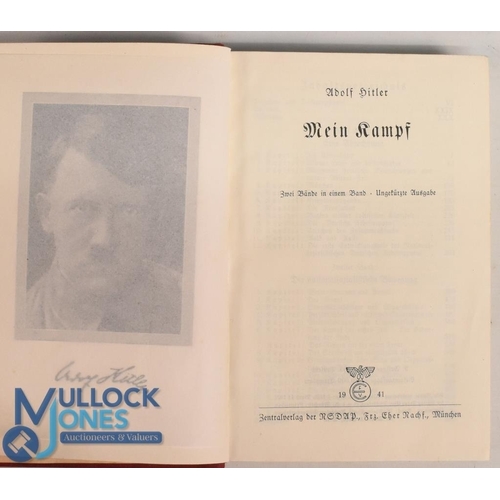 Adolf Hitler
Mein Kampf
Zwei Bände in einem Band · Ungekürzte Ausgabe
19 41
Zentralverlag der NSDAP., Frz. Eher Nachf., München
MULLOCK
JONES
Auctioneers & Valuers